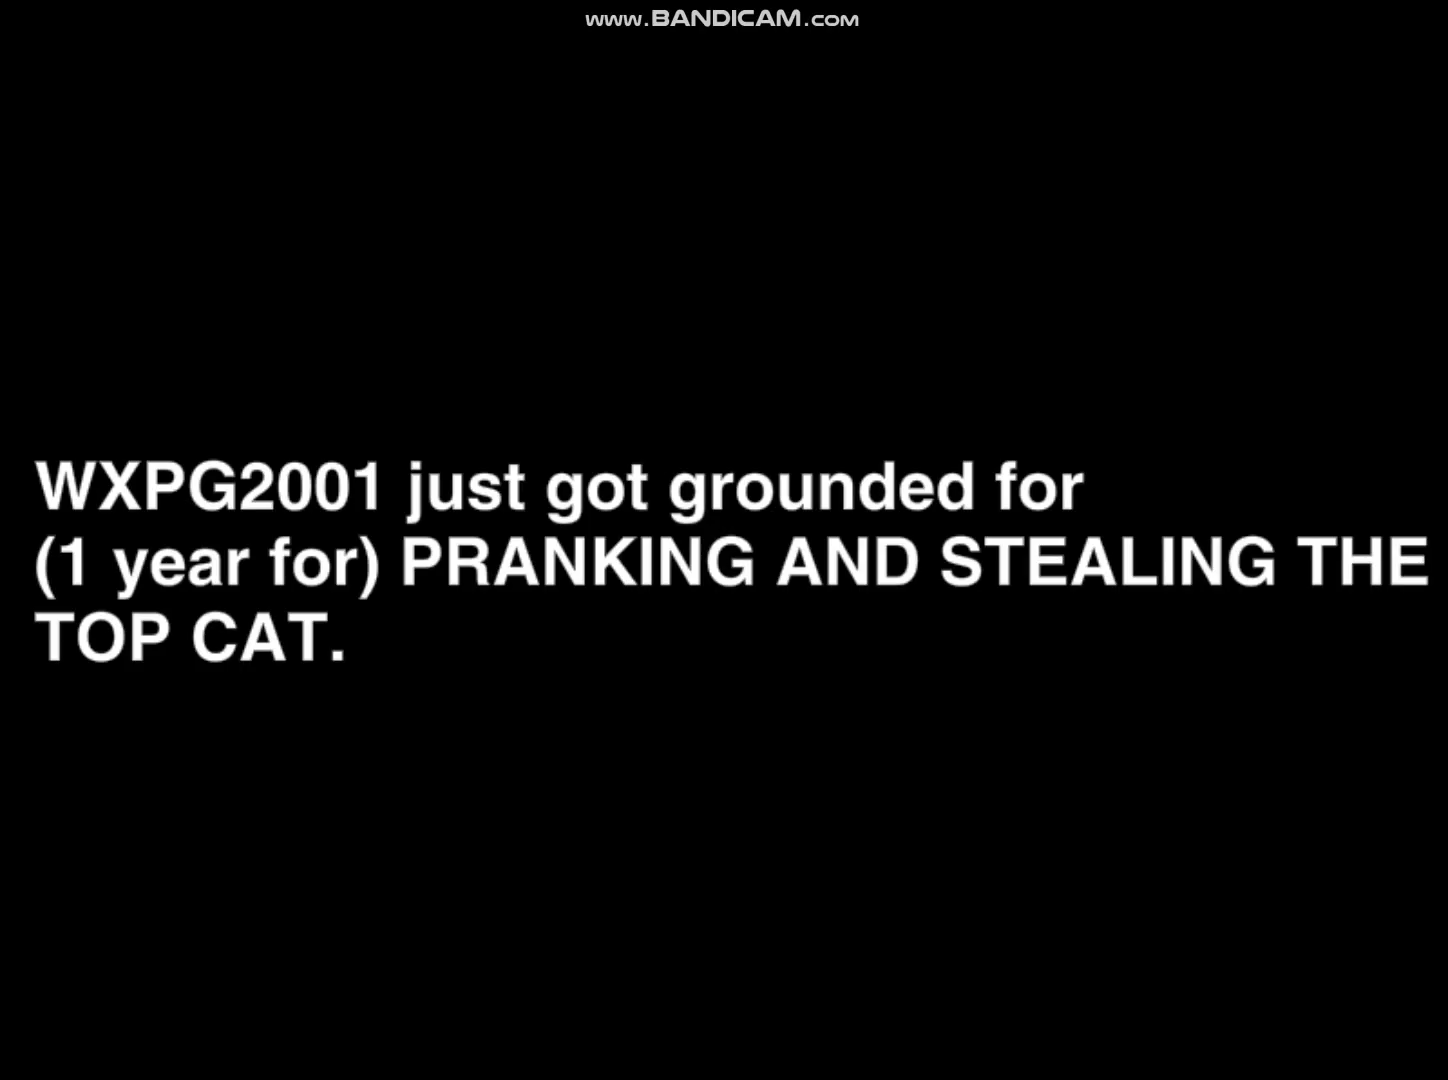 www.BANDICAM.COM
WXPG2001 just got grounded for
(1 year for) PRANKING AND STEALING THE
TOP CAT.